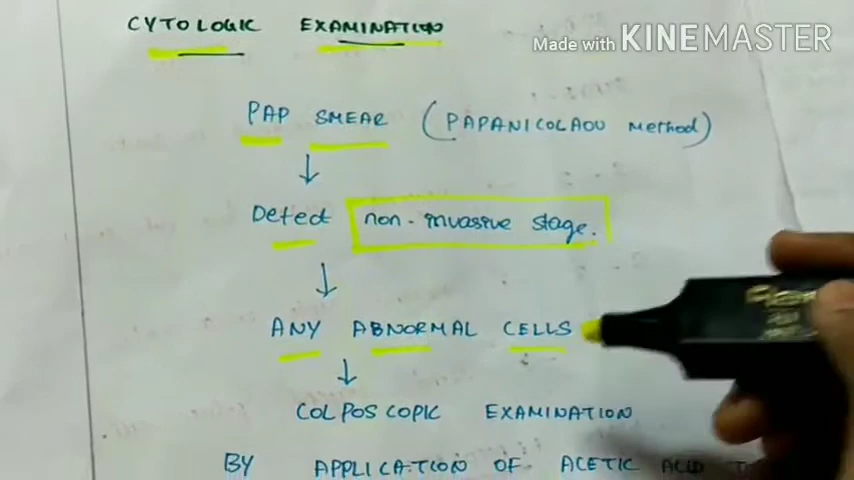 CYTOLOGIC EXAMINATION
Made with KINEMASTER
PAP SMEAR (PAPANICOLAOU Method)
Detect non-invasive stage.
ANY ABNORMAL CELLS
COLPOSCOPIC EXAMINATION
BY APPLICATION OF ACETIC ACID